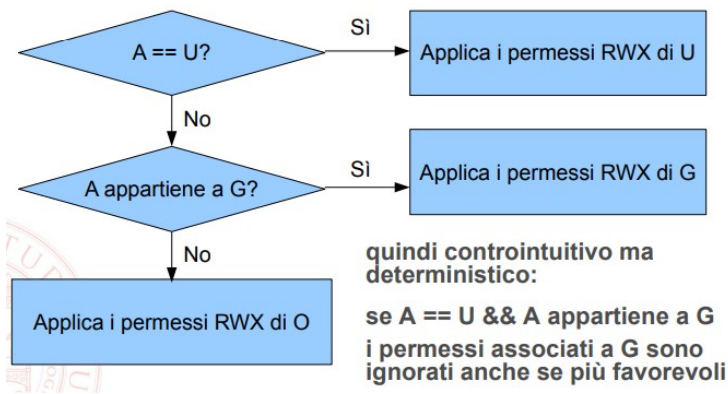 A == U?
Sì
Applica i permessi RWX di U
No
A appartiene a G?
Sì
Applica i permessi RWX di G
No
Applica i permessi RWX di O
quindi controintuitivo ma
deterministico:
se A == U && A appartiene a G
i permessi associati a G sono
ignorati anche se più favorevoli